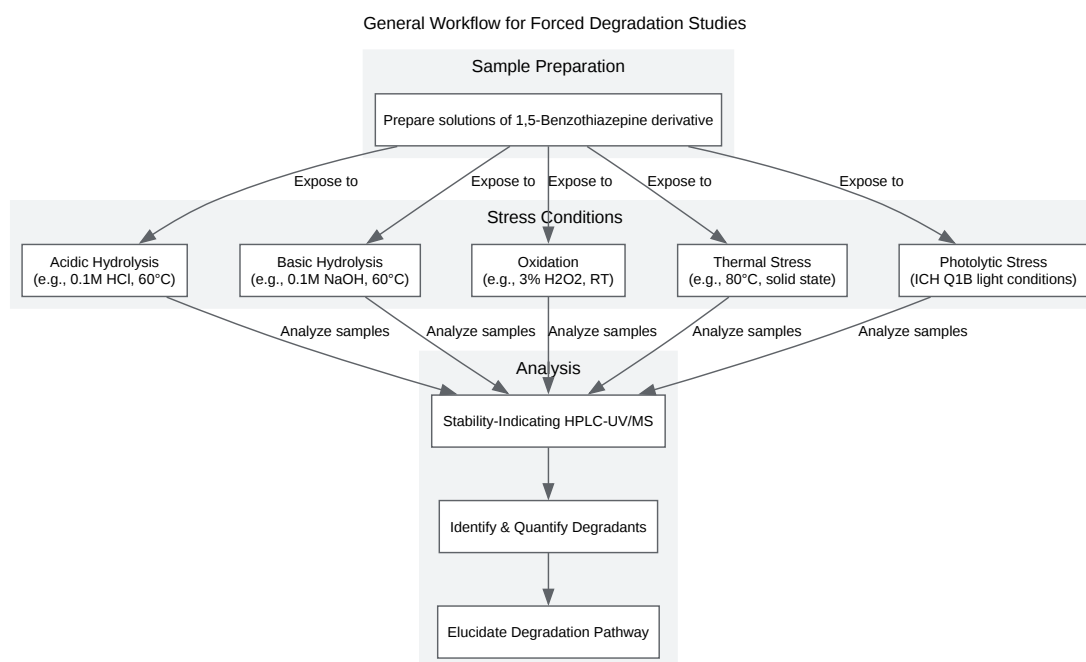 General Workflow for Forced Degradation Studies
Sample Preparation
Prepare solutions of 1,5-Benzothiazepine derivative
Expose to
Expose to
Expose to
Expose to
Expose to
Stress Conditions
Acidic Hydrolysis
(e.g., 0.1M HCl, 60°C)
Basic Hydrolysis
(e.g., 0.1M NaOH, 60°C)
Oxidation
(e.g., 3% H2O2, RT)
Thermal Stress
(e.g., 80°C, solid state)
Photolytic Stress
(ICH Q1B light conditions)
Analyze samples
Analyze samples
Analyze samples
Analyze samples
Analyze samples
Analysis
Stability-Indicating HPLC-UV/MS
Identify & Quantify Degradants
Elucidate Degradation Pathway